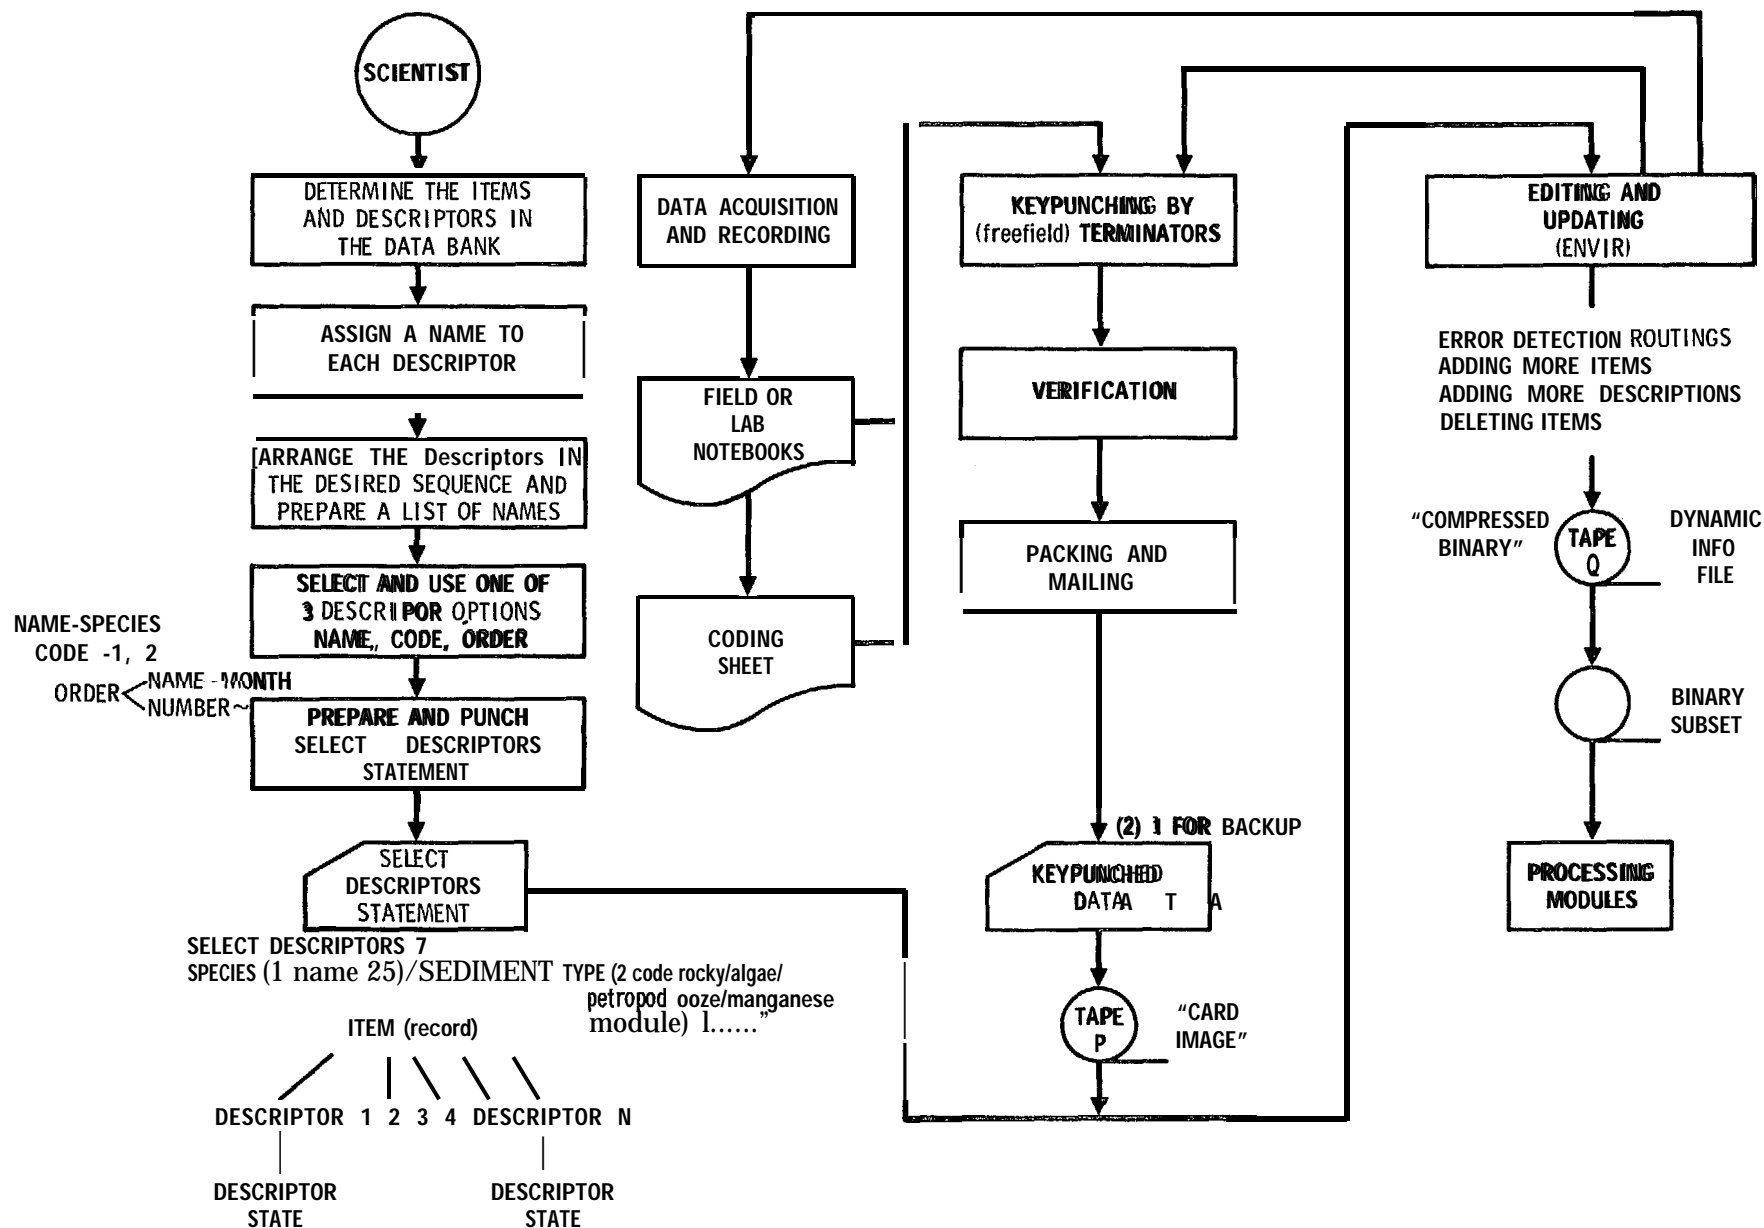 SCIENTIST
DETERMINE THE ITEMS
AND DESCRIPTORS IN
THE DATA BANK
ASSIGN A NAME TO
EACH DESCRIPTOR
[ARRANGE THE Descriptors IN
THE DESIRED SEQUENCE AND
PREPARE A LIST OF NAMES
SELECT AND USE ONE OF
3 DESCRIPOR OPTIONS
NAME, CODE, ORDER
NAME-SPECIES
CODE -1, 2
ORDER
NAME - MONTH
NUMBER~
PREPARE AND PUNCH
SELECT DESCRIPTORS
STATEMENT
SELECT
DESCRIPTORS
STATEMENT
SELECT DESCRIPTORS 7
SPECIES (1 name 25)/SEDIMENT TYPE (2 code rocky/algae/
petropod ooze/manganese
module) l......”
ITEM (record)
DESCRIPTOR 1 2 3 4 DESCRIPTOR N
DESCRIPTOR
STATE
DESCRIPTOR
STATE
DATA ACQUISITION
AND RECORDING
FIELD OR
LAB
NOTEBOOKS
CODING
SHEET
KEYPUNCHING BY
(freefield) TERMINATORS
VERIFICATION
PACKING AND
MAILING
(2) 1 FOR BACKUP
KEYPUNCHED
DATA A T A
TAPE
P
“CARD
IMAGE”
EDITING AND
UPDATING
(ENVIR)
ERROR DETECTION ROUTINGS
ADDING MORE ITEMS
ADDING MORE DESCRIPTIONS
DELETING ITEMS
“COMPRESSED
BINARY”
TAPE
Q
DYNAMIC
INFO
FILE
BINARY
SUBSET
PROCESSING
MODULES